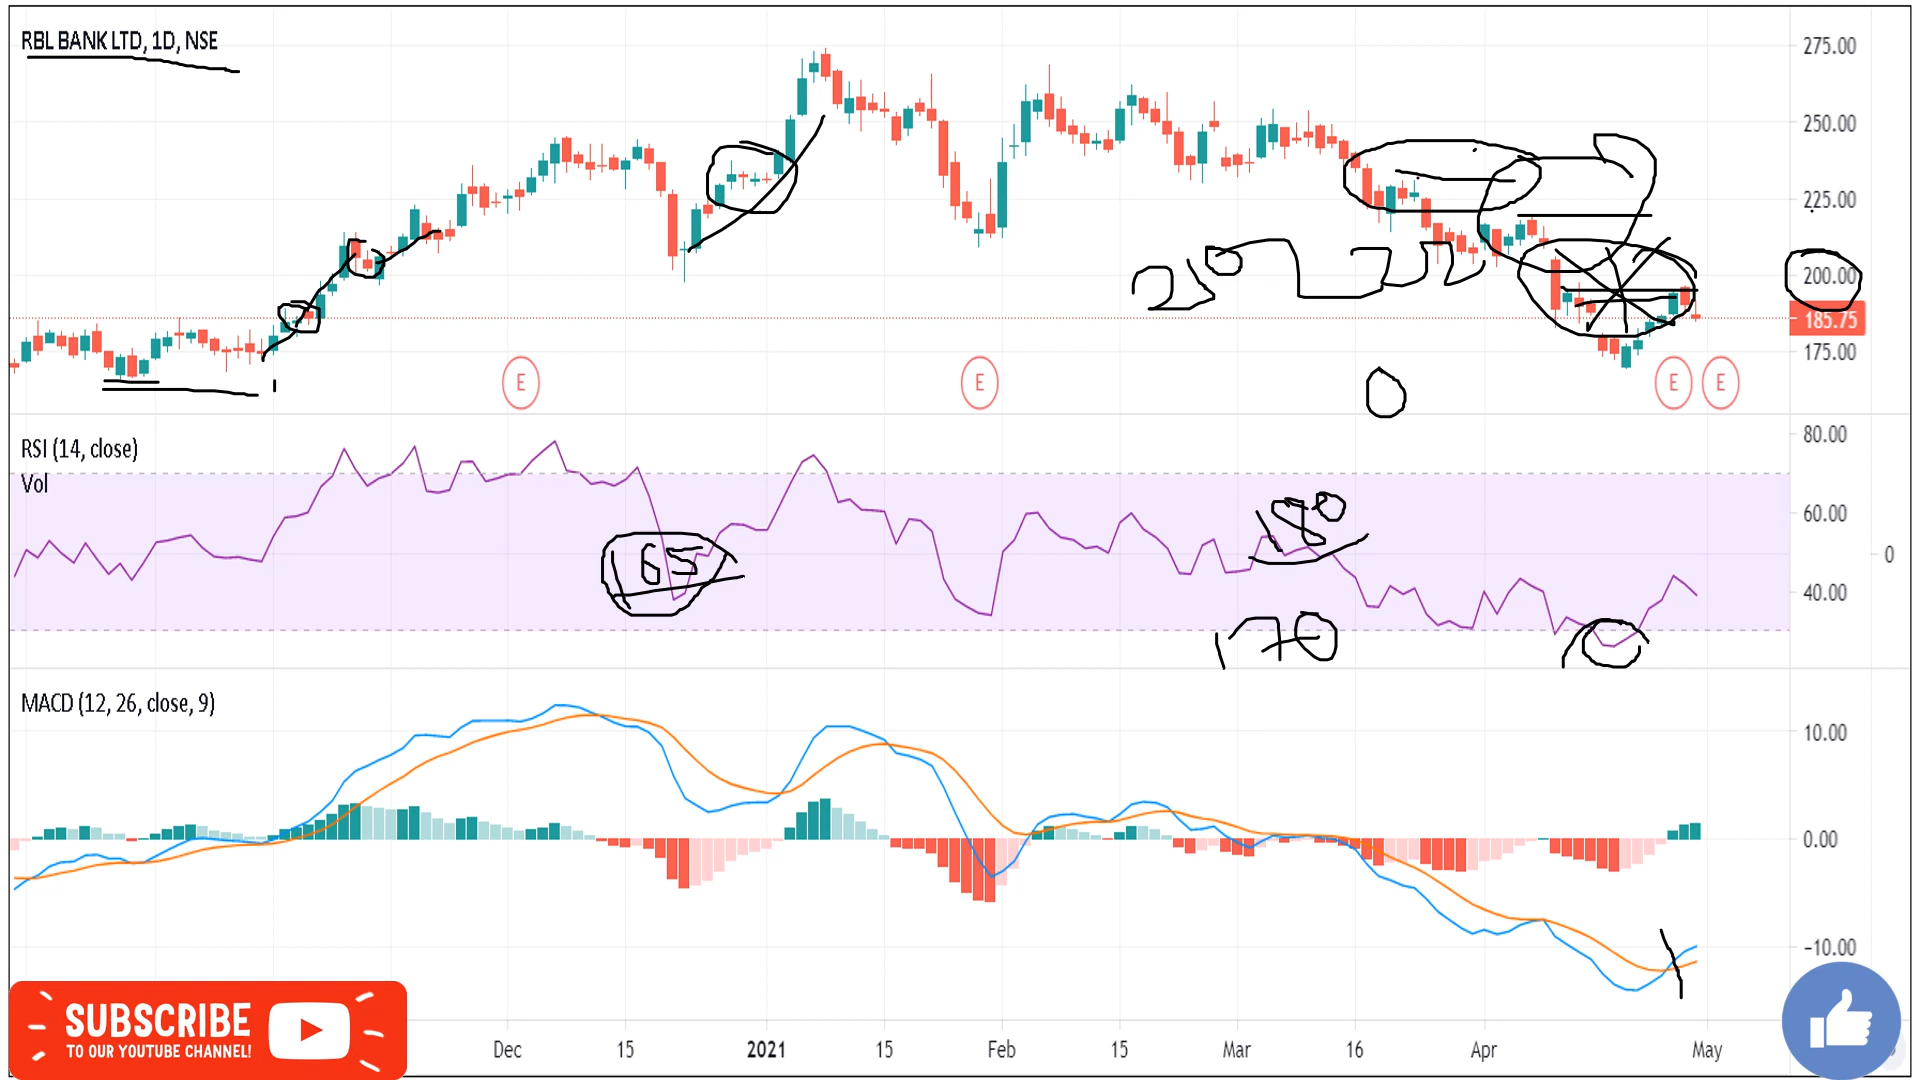 RBL BANK LTD, 1D, NSE
275.00
250.00
225.00
210
200.00
185.75
175.00
E
E
E
E
RSI (14, close)
Vol
80.00
60.00
40.00
0
180
165
170
MACD (12, 26, close, 9)
10.00
0.00
−10.00
SUBSCRIBE
TO OUR YOUTUBE CHANNEL!
Dec
15
2021
15
Feb
15
Mar
16
Apr
May